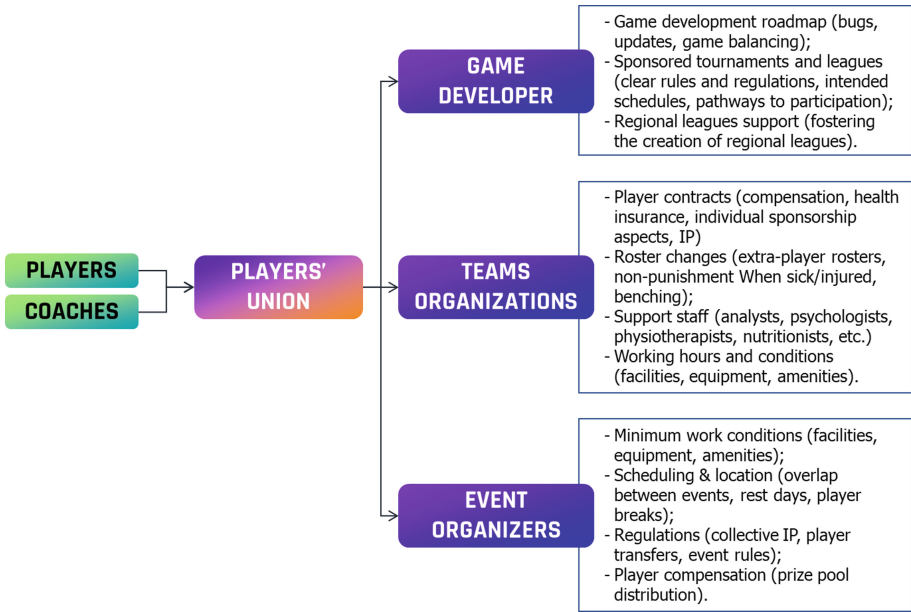 PLAYERS
COACHES
PLAYERS'
UNION
GAME
DEVELOPER
- Game development roadmap (bugs,
updates, game balancing);
- Sponsored tournaments and leagues
(clear rules and regulations, intended
schedules, pathways to participation);
- Regional leagues support (fostering
the creation of regional leagues).
TEAMS
ORGANIZATIONS
- Player contracts (compensation, health
insurance, individual sponsorship
aspects, IP)
- Roster changes (extra-player rosters,
non-punishment When sick/injured,
benching);
- Support staff (analysts, psychologists,
physiotherapists, nutritionists, etc.)
- Working hours and conditions
(facilities, equipment, amenities).
EVENT
ORGANIZERS
- Minimum work conditions (facilities,
equipment, amenities);
- Scheduling & location (overlap
between events, rest days, player
breaks);
- Regulations (collective IP, player
transfers, event rules);
- Player compensation (prize pool
distribution).